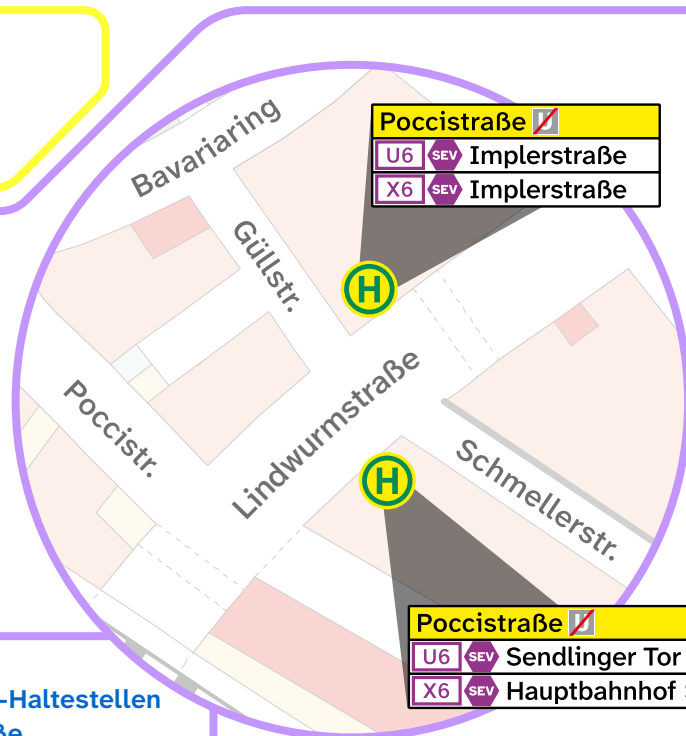 Bavariaring
Poccistraße U
U6 SEV Implerstraße
X6 SEV Implerstraße
Güllstr.
H
Lindwurmstraße
Poccistr.
H
Schmellerstr.
Poccistraße U
U6 SEV Sendlinger Tor
X6 SEV Hauptbahnhof
-Haltestellen